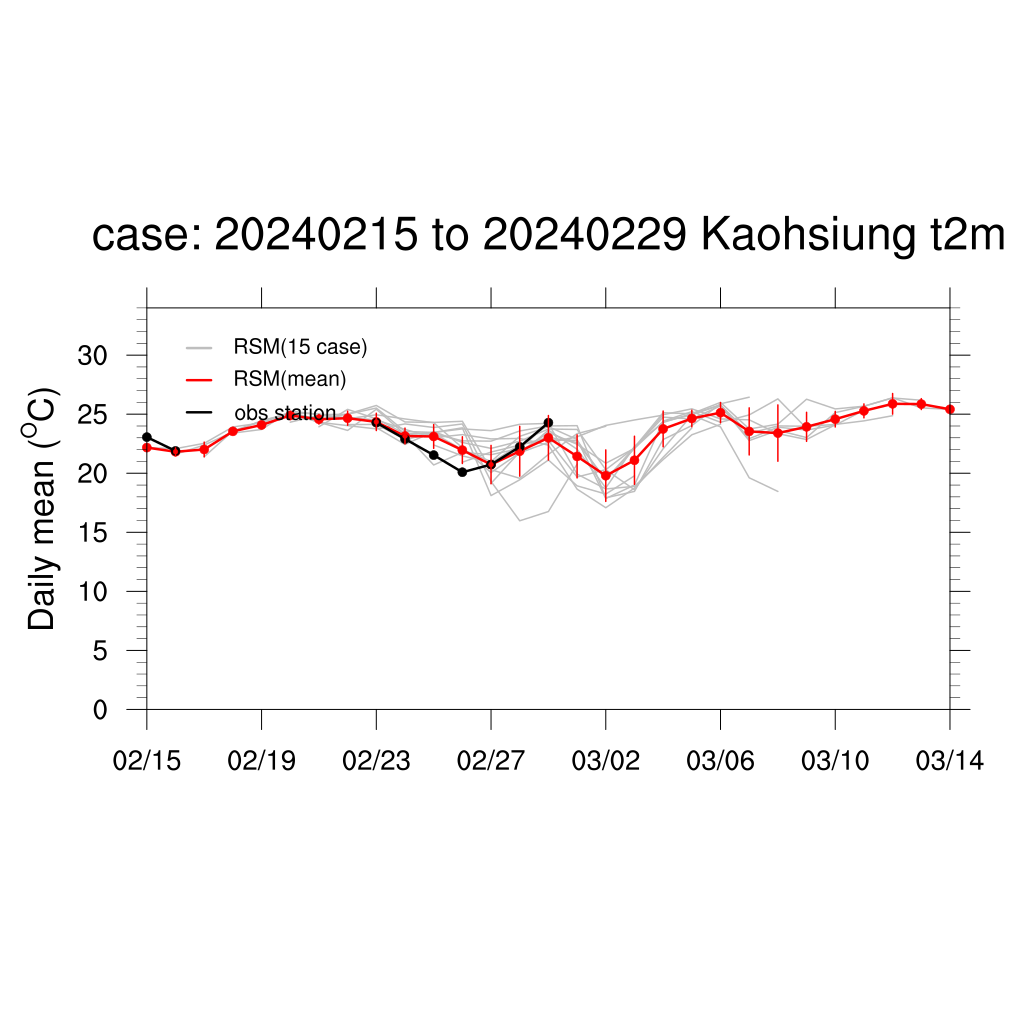 case: 20240215 to 20240229 Kaohsiung t2m
RSM(15 case)
RSM(mean)
obs station
Daily mean (°C)
30
25
20
15
10
5
0
02/15 02/19 02/23 02/27 03/02 03/06 03/10 03/14